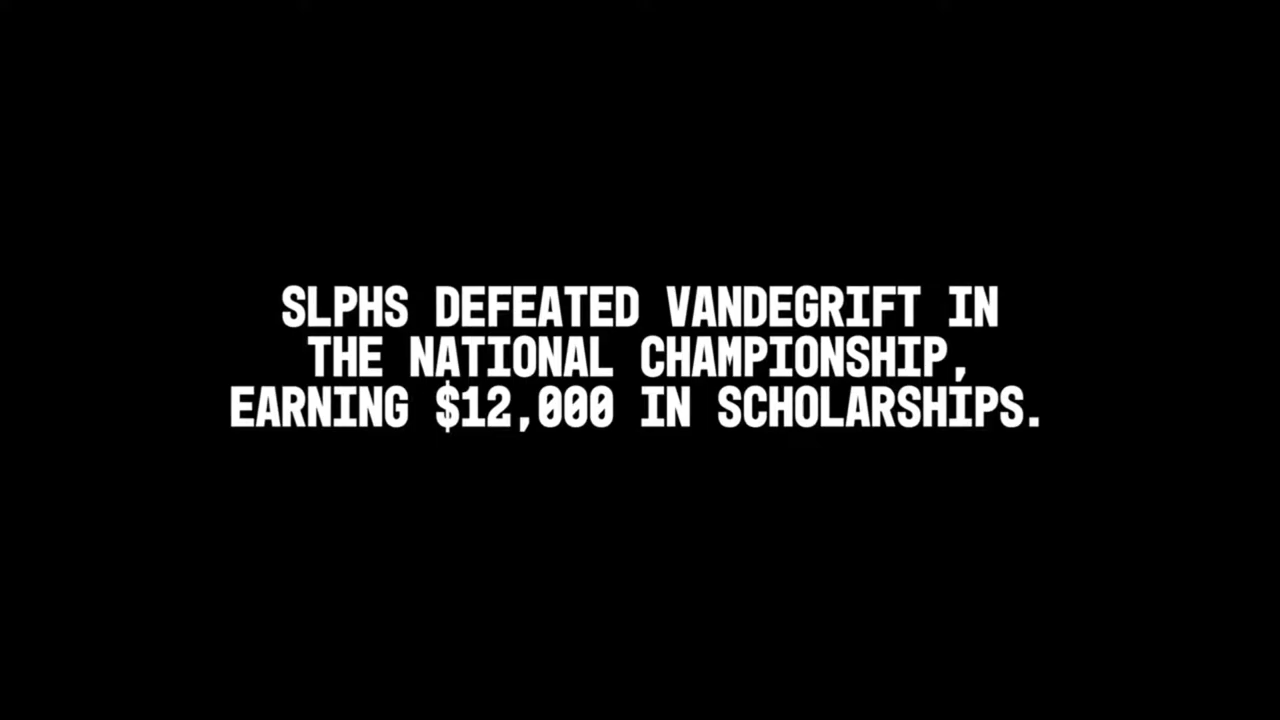 SLPHS DEFEATED VANDEGRIFT IN
THE NATIONAL CHAMPIONSHIP,
EARNING $12,000 IN SCHOLARSHIPS.